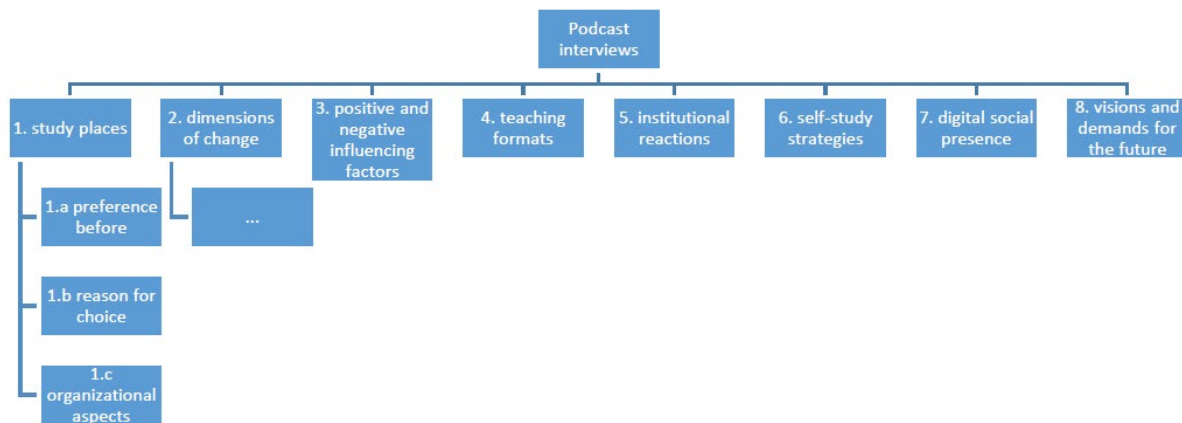 Podcast
interviews
1. study places
2. dimensions
of change
3. positive and
negative
influencing
factors
4. teaching
formats
5. institutional
reactions
6. self-study
strategies
7. digital social
presence
8. visions and
demands for
the future
1.a preference
before
...
1.b reason for
choice
1.c
organizational
aspects